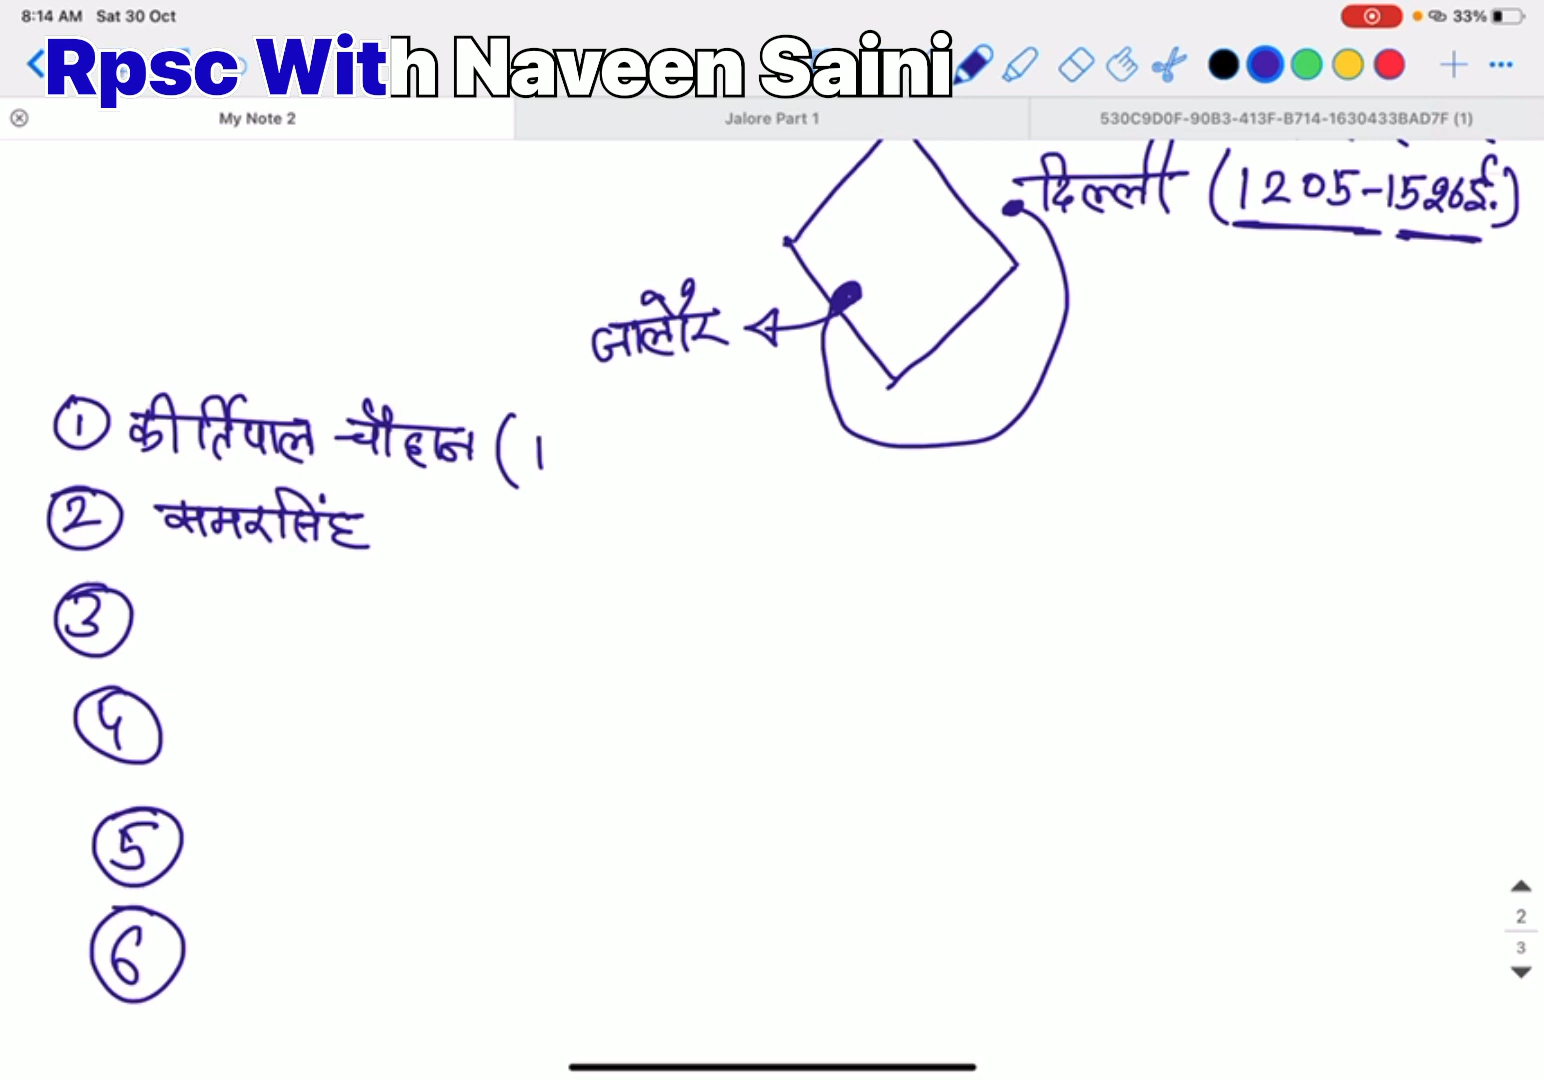 8:14 AM Sat 30 Oct
33%
Rpsc With Naveen Saini
My Note 2
Jalore Part 1
530C9D0F-90B3-413F-B714-1630433BAD7F (1)
दिल्ली (1205-1526ई.)
जालौर
1 कीर्तिपाल चौहान (1
2 समरसिंह
3
4
5
6
2
3